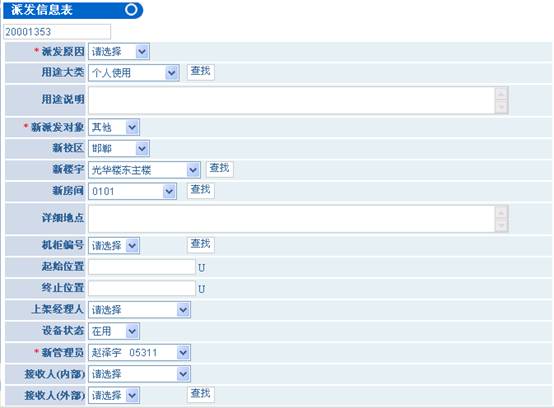 派发信息表
20001353
* 派发原因 请选择
用途大类 个人使用 查找
用途说明
* 新派发对象 其他
新校区 邯郸
新楼宇 光华楼东主楼 查找
新房间 0101 查找
详细地点
机柜编号 请选择 查找
起始位置 U
终止位置 U
上架经理人 请选择
设备状态 在用
* 新管理员 赵泽宇 05311
接收人(内部) 请选择
接收人(外部) 请选择 查找